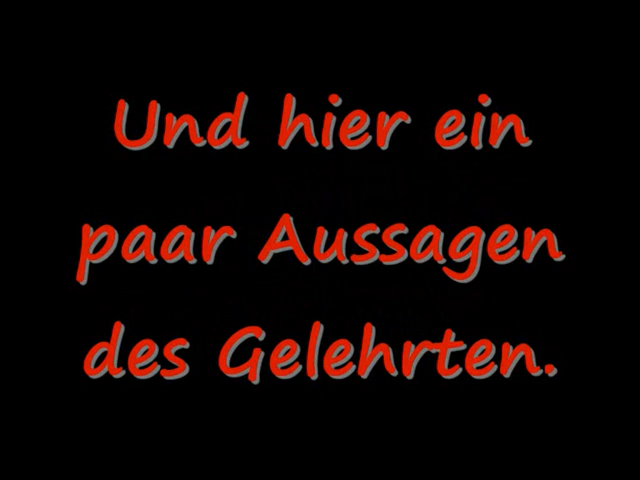 Und hier ein
paar Aussagen
des Gelehrten.